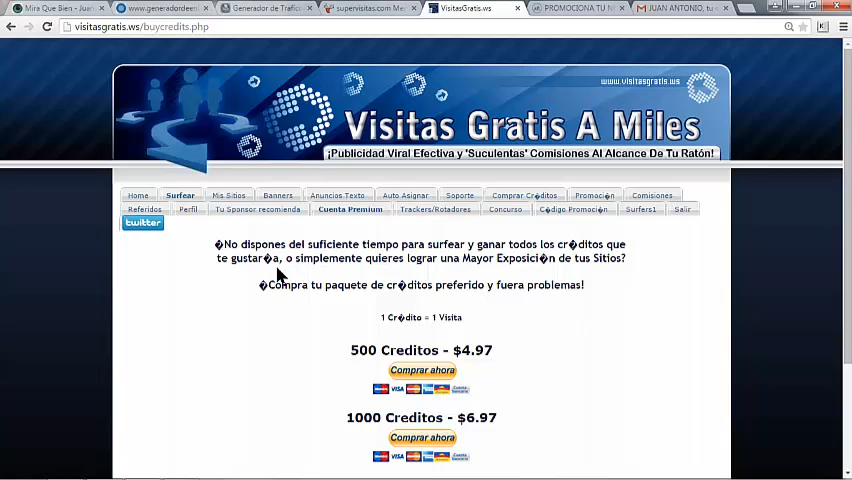 Mira Que Bien - Juan
www.generadordeenl
Generador de Trafico
supervisitas.com Me
VisitasGratis.ws
PROMOCIONA TU N
JUAN ANTONIO, tu c
visitasgratis.ws/buycredits.php
www.visitasgratis.ws
Visitas Gratis A Miles
¡Publicidad Viral Efectiva y 'Suculentas' Comisiones Al Alcance De Tu Ratón!
Home Surfear Mis Sitios Banners Anuncios Texto Auto Asignar Soporte Comprar Cr�ditos Promoci�n Comisiones
Referidos Perfil Tu Sponsor recomienda Cuenta Premium Trackers/Rotadores Concurso C�digo Promoci�n Surfers1 Salir
twitter
�No dispones del suficiente tiempo para surfear y ganar todos los cr�ditos que
te gustar�a, o simplemente quieres lograr una Mayor Exposici�n de tus Sitios?
�Compra tu paquete de cr�ditos preferido y fuera problemas!
1 Cr�dito = 1 Visita
500 Creditos - $4.97
Comprar ahora
VISA
1000 Creditos - $6.97
Comprar ahora
VISA